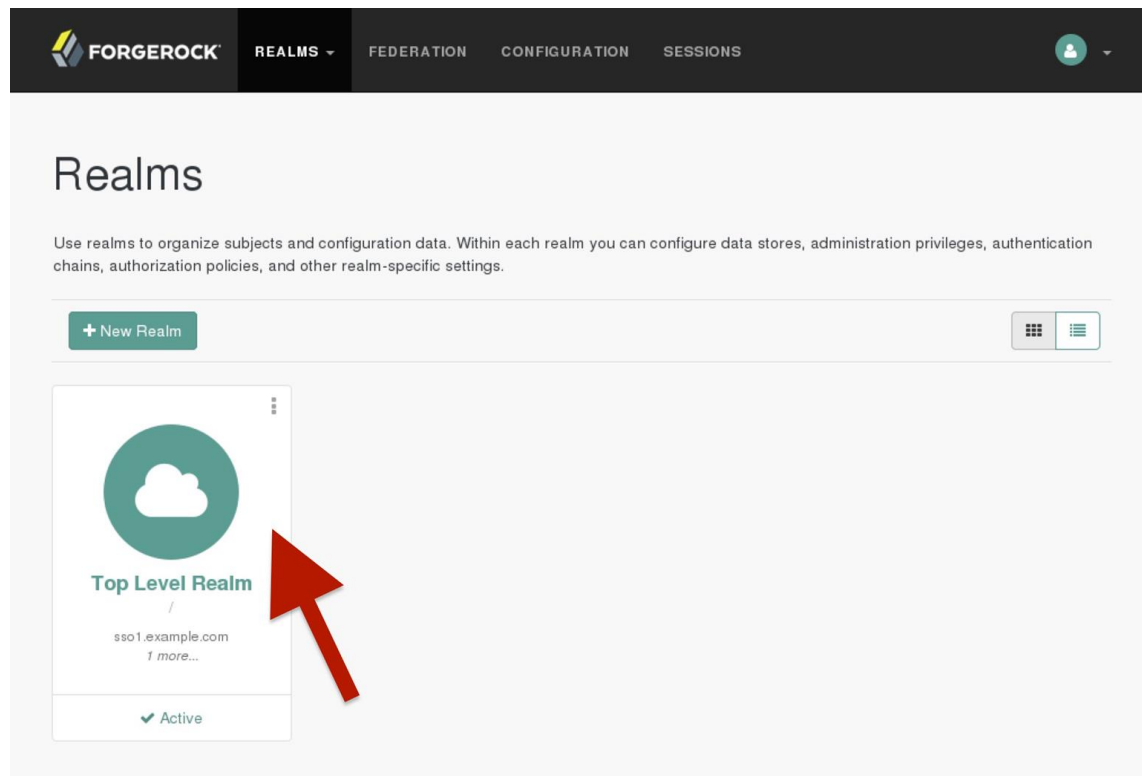 FORGEROCK REALMS FEDERATION CONFIGURATION SESSIONS
Realms
Use realms to organize subjects and configuration data. Within each realm you can configure data stores, administration privileges, authentication
chains, authorization policies, and other realm-specific settings.
+ New Realm
Top Level Realm
/
sso1.example.com
1 more...
✔ Active